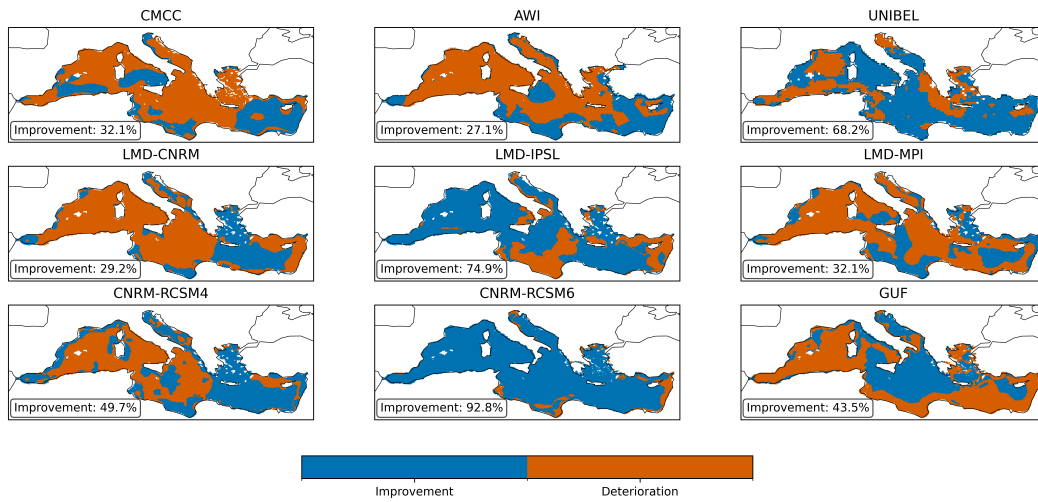 CMCC
AWI
UNIBEL
Improvement: 32.1%
Improvement: 27.1%
Improvement: 68.2%
LMD-CNRM
LMD-IPSL
LMD-MPI
Improvement: 29.2%
Improvement: 74.9%
Improvement: 32.1%
CNRM-RCSM4
CNRM-RCSM6
GUF
Improvement: 49.7%
Improvement: 92.8%
Improvement: 43.5%
Improvement
Deterioration